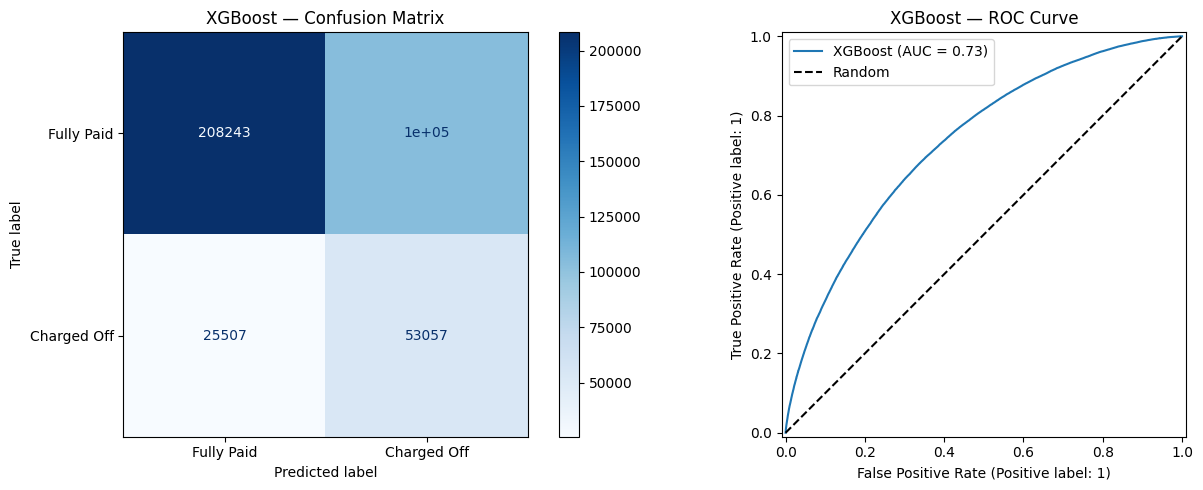 XGBoost — Confusion Matrix
True label
Fully Paid
Charged Off
208243
1e+05
25507
53057
Fully Paid
Charged Off
Predicted label
200000
175000
150000
125000
100000
75000
50000
XGBoost — ROC Curve
XGBoost (AUC = 0.73)
Random
True Positive Rate (Positive label: 1)
1.0
0.8
0.6
0.4
0.2
0.0
0.0
0.2
0.4
0.6
0.8
1.0
False Positive Rate (Positive label: 1)